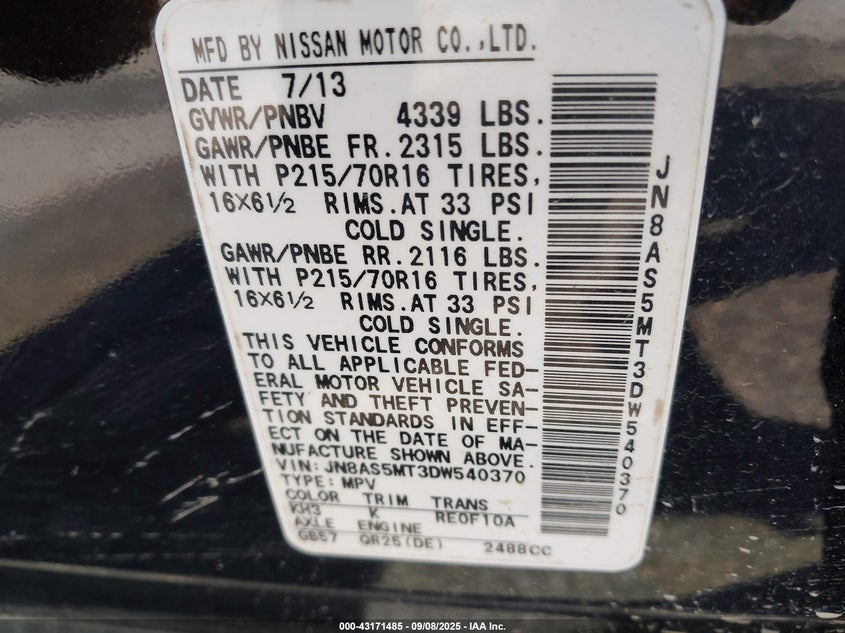 MFD BY NISSAN MOTOR CO.,LTD.
DATE 7/13
GVWR/PNBV 4339 LBS.
GAWR/PNBE FR.2315 LBS.
WITH P215/70R16 TIRES,
16X6 1/2 RIMS.AT 33 PSI
COLD SINGLE.
GAWR/PNBE RR.2116 LBS.
WITH P215/70R16 TIRES,
16X6 1/2 RIMS.AT 33 PSI
COLD SINGLE.
THIS VEHICLE CONFORMS
TO ALL APPLICABLE FED-
ERAL MOTOR VEHICLE SA-
FETY AND THEFT PREVEN-
TION STANDARDS IN EFF-
ECT ON THE DATE OF MA-
NUFACTURE SHOWN ABOVE.
VIN:JN8AS5MT3DW540370
TYPE:MPV
COLOR TRIM TRANS
KR3 K RE0F10A
AXLE ENGINE
GB57 QR25(DE) 2488CC
JN8AS5MT3DW540370
000-43171485 - 09/08/2025 - IAA Inc.